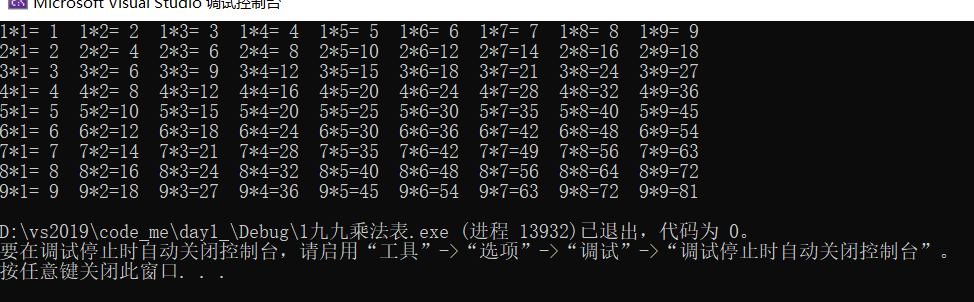 Microsoft Visual Studio 调试控制台
1*1= 1  1*2= 2  1*3= 3  1*4= 4  1*5= 5  1*6= 6  1*7= 7  1*8= 8  1*9= 9
2*1= 2  2*2= 4  2*3= 6  2*4= 8  2*5=10  2*6=12  2*7=14  2*8=16  2*9=18
3*1= 3  3*2= 6  3*3= 9  3*4=12  3*5=15  3*6=18  3*7=21  3*8=24  3*9=27
4*1= 4  4*2= 8  4*3=12  4*4=16  4*5=20  4*6=24  4*7=28  4*8=32  4*9=36
5*1= 5  5*2=10  5*3=15  5*4=20  5*5=25  5*6=30  5*7=35  5*8=40  5*9=45
6*1= 6  6*2=12  6*3=18  6*4=24  6*5=30  6*6=36  6*7=42  6*8=48  6*9=54
7*1= 7  7*2=14  7*3=21  7*4=28  7*5=35  7*6=42  7*7=49  7*8=56  7*9=63
8*1= 8  8*2=16  8*3=24  8*4=32  8*5=40  8*6=48  8*7=56  8*8=64  8*9=72
9*1= 9  9*2=18  9*3=27  9*4=36  9*5=45  9*6=54  9*7=63  9*8=72  9*9=81
D:\vs2019\code_me\day1_\Debug\1九九乘法表.exe (进程 13932)已退出，代码为 0。
要在调试停止时自动关闭控制台，请启用“工具”->“选项”->“调试”->“调试停止时自动关闭控制台”。
按任意键关闭此窗口. . .